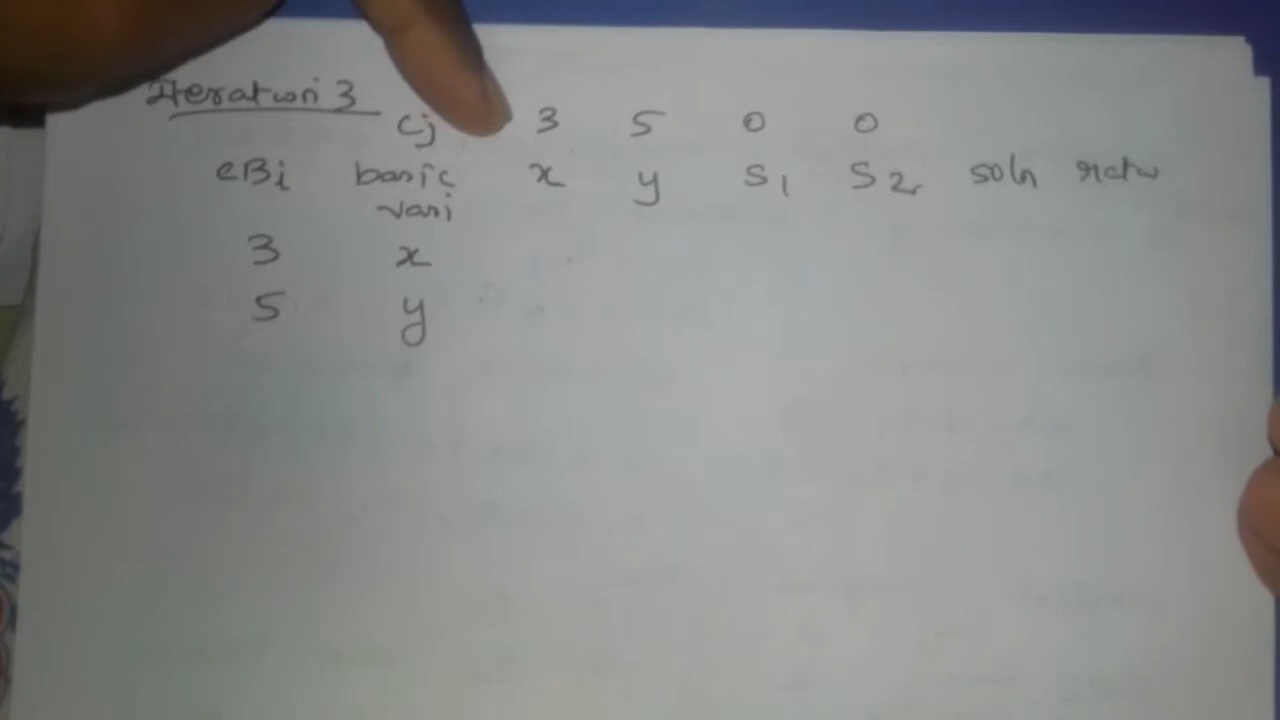 Iteration 3
Cj 3 5 0 0
CBi basic x y S1 S2 soln ratio
vari
3 x
5 y